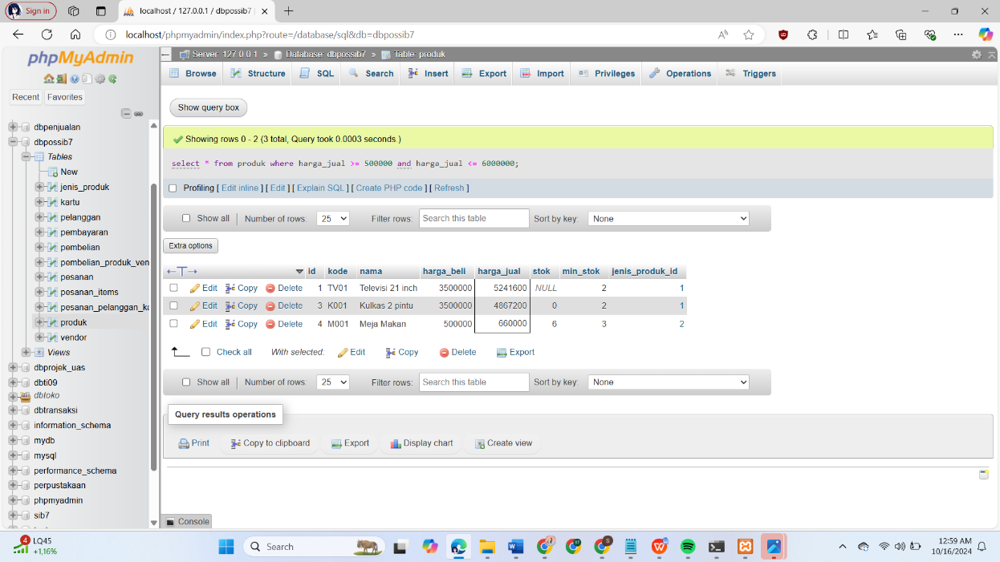 Sign in
localhost / 127.0.0.1 / dbpossib7
localhost/phpmyadmin/index.php?route=/database/sql&db=dbpossib7
phpMyAdmin
Recent Favorites
dbpenjualan
dbpossib7
Tables
New
jenis_produk
kartu
pelanggan
pembayaran
pembelian
pembelian_produk_ven
pesanan
pesanan_items
pesanan_pelanggan_ka
produk
vendor
Views
dbprojek_uas
dbti09
dbtoko
dbtransaksi
information_schema
mydb
mysql
performance_schema
perpustakaan
phpmyadmin
sib7
Server: 127.0.0.1 » Database: dbpossib7 » Table: produk
Browse Structure SQL Search Insert Export Import Privileges Operations Triggers
Show query box
Showing rows 0 - 2 (3 total, Query took 0.0003 seconds.)
select * from produk where harga_jual >= 500000 and harga_jual <= 6000000;
Profiling [ Edit inline ] [ Edit ] [ Explain SQL ] [ Create PHP code ] [ Refresh ]
Show all Number of rows: 25 Filter rows: Search this table Sort by key: None
Extra options
←T→ id kode nama harga_beli harga_jual stok min_stok jenis_produk_id
Edit Copy Delete 1 TV01 Televisi 21 inch 3500000 5241600 NULL 2 1
Edit Copy Delete 3 K001 Kulkas 2 pintu 3500000 4867200 0 2 1
Edit Copy Delete 4 M001 Meja Makan 500000 660000 6 3 2
Check all With selected: Edit Copy Delete Export
Show all Number of rows: 25 Filter rows: Search this table Sort by key: None
Query results operations
Print Copy to clipboard Export Display chart Create view
Console
4 LQ45
+1,16%
Search
12:59 AM
10/16/2024